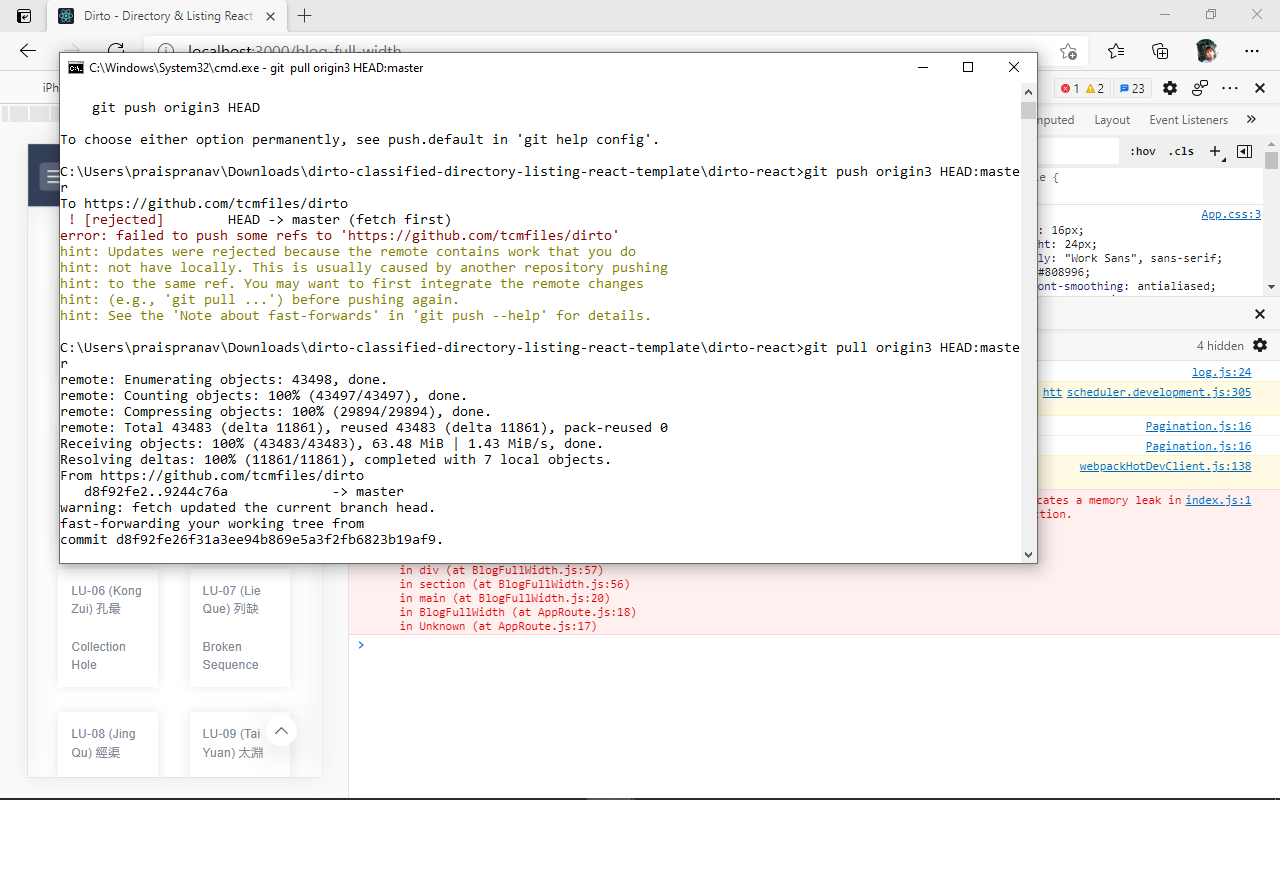 Dirto - Directory & Listing React
localhost:3000/blog-full-width
C:\Windows\System32\cmd.exe - git  pull origin3 HEAD:master
    git push origin3 HEAD
To choose either option permanently, see push.default in 'git help config'.
C:\Users\praispranav\Downloads\dirto-classified-directory-listing-react-template\dirto-react>git push origin3 HEAD:maste
r
To https://github.com/tcmfiles/dirto
 ! [rejected]        HEAD -> master (fetch first)
error: failed to push some refs to 'https://github.com/tcmfiles/dirto'
hint: Updates were rejected because the remote contains work that you do
hint: not have locally. This is usually caused by another repository pushing
hint: to the same ref. You may want to first integrate the remote changes
hint: (e.g., 'git pull ...') before pushing again.
hint: See the 'Note about fast-forwards' in 'git push --help' for details.
C:\Users\praispranav\Downloads\dirto-classified-directory-listing-react-template\dirto-react>git pull origin3 HEAD:maste
r
remote: Enumerating objects: 43498, done.
remote: Counting objects: 100% (43497/43497), done.
remote: Compressing objects: 100% (29894/29894), done.
remote: Total 43483 (delta 11861), reused 43483 (delta 11861), pack-reused 0
Receiving objects: 100% (43483/43483), 63.48 MiB | 1.43 MiB/s, done.
Resolving deltas: 100% (11861/11861), completed with 7 local objects.
From https://github.com/tcmfiles/dirto
   d8f92fe2..9244c76a             -> master
warning: fetch updated the current branch head.
fast-forwarding your working tree from
commit d8f92fe26f31a3ee94b869e5a3f2fb6823b19af9.
iPh
1 2 23
mputed Layout Event Listeners
:hov .cls
e {
App.css:3
: 16px;
ht: 24px;
ly: "Work Sans", sans-serif;
#808996;
ont-smoothing: antialiased;
4 hidden
log.js:24
htt scheduler.development.js:305
Pagination.js:16
Pagination.js:16
webpackHotDevClient.js:138
cates a memory leak in index.js:1
tion.
in div (at BlogFullWidth.js:57)
in section (at BlogFullWidth.js:56)
in main (at BlogFullWidth.js:20)
in BlogFullWidth (at AppRoute.js:18)
in Unknown (at AppRoute.js:17)
LU-06 (Kong
Zui) 孔最
Collection
Hole
LU-07 (Lie
Que) 列缺
Broken
Sequence
LU-08 (Jing
Qu) 經渠
LU-09 (Tai
Yuan) 太淵